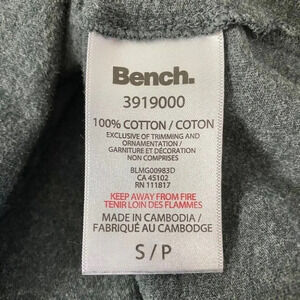 Bench.
3919000
100% COTTON / COTON
EXCLUSIVE OF TRIMMING AND
ORNAMENTATION /
GARNITURE ET DÉCORATION
NON COMPRISES
BLMG00983D
CA 45102
RN 111817
KEEP AWAY FROM FIRE
TENIR LOIN DES FLAMMES
MADE IN CAMBODIA /
FABRIQUÉ AU CAMBODGE
S / P